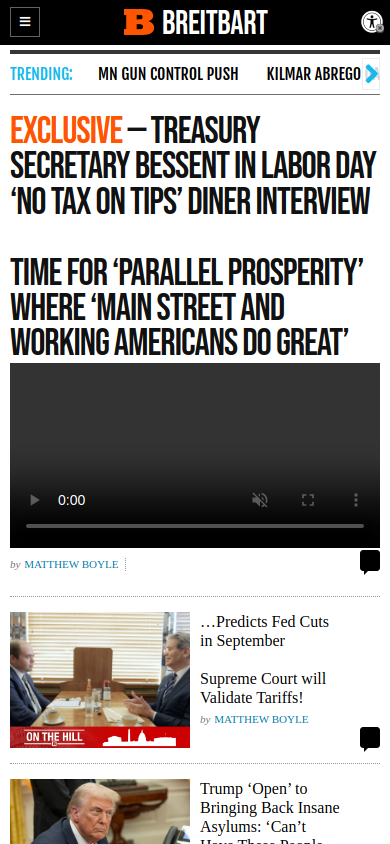 BREITBART
TRENDING:
MN GUN CONTROL PUSH
KILMAR ABREGO
EXCLUSIVE — TREASURY
SECRETARY BESSENT IN LABOR DAY
‘NO TAX ON TIPS’ DINER INTERVIEW
TIME FOR ‘PARALLEL PROSPERITY’
WHERE ‘MAIN STREET AND
WORKING AMERICANS DO GREAT’
0:00
by MATTHEW BOYLE
…Predicts Fed Cuts
in September
Supreme Court will
Validate Tariffs!
by MATTHEW BOYLE
ON THE HILL
Trump ‘Open’ to
Bringing Back Insane
Asylums: ‘Can’t
Have These People